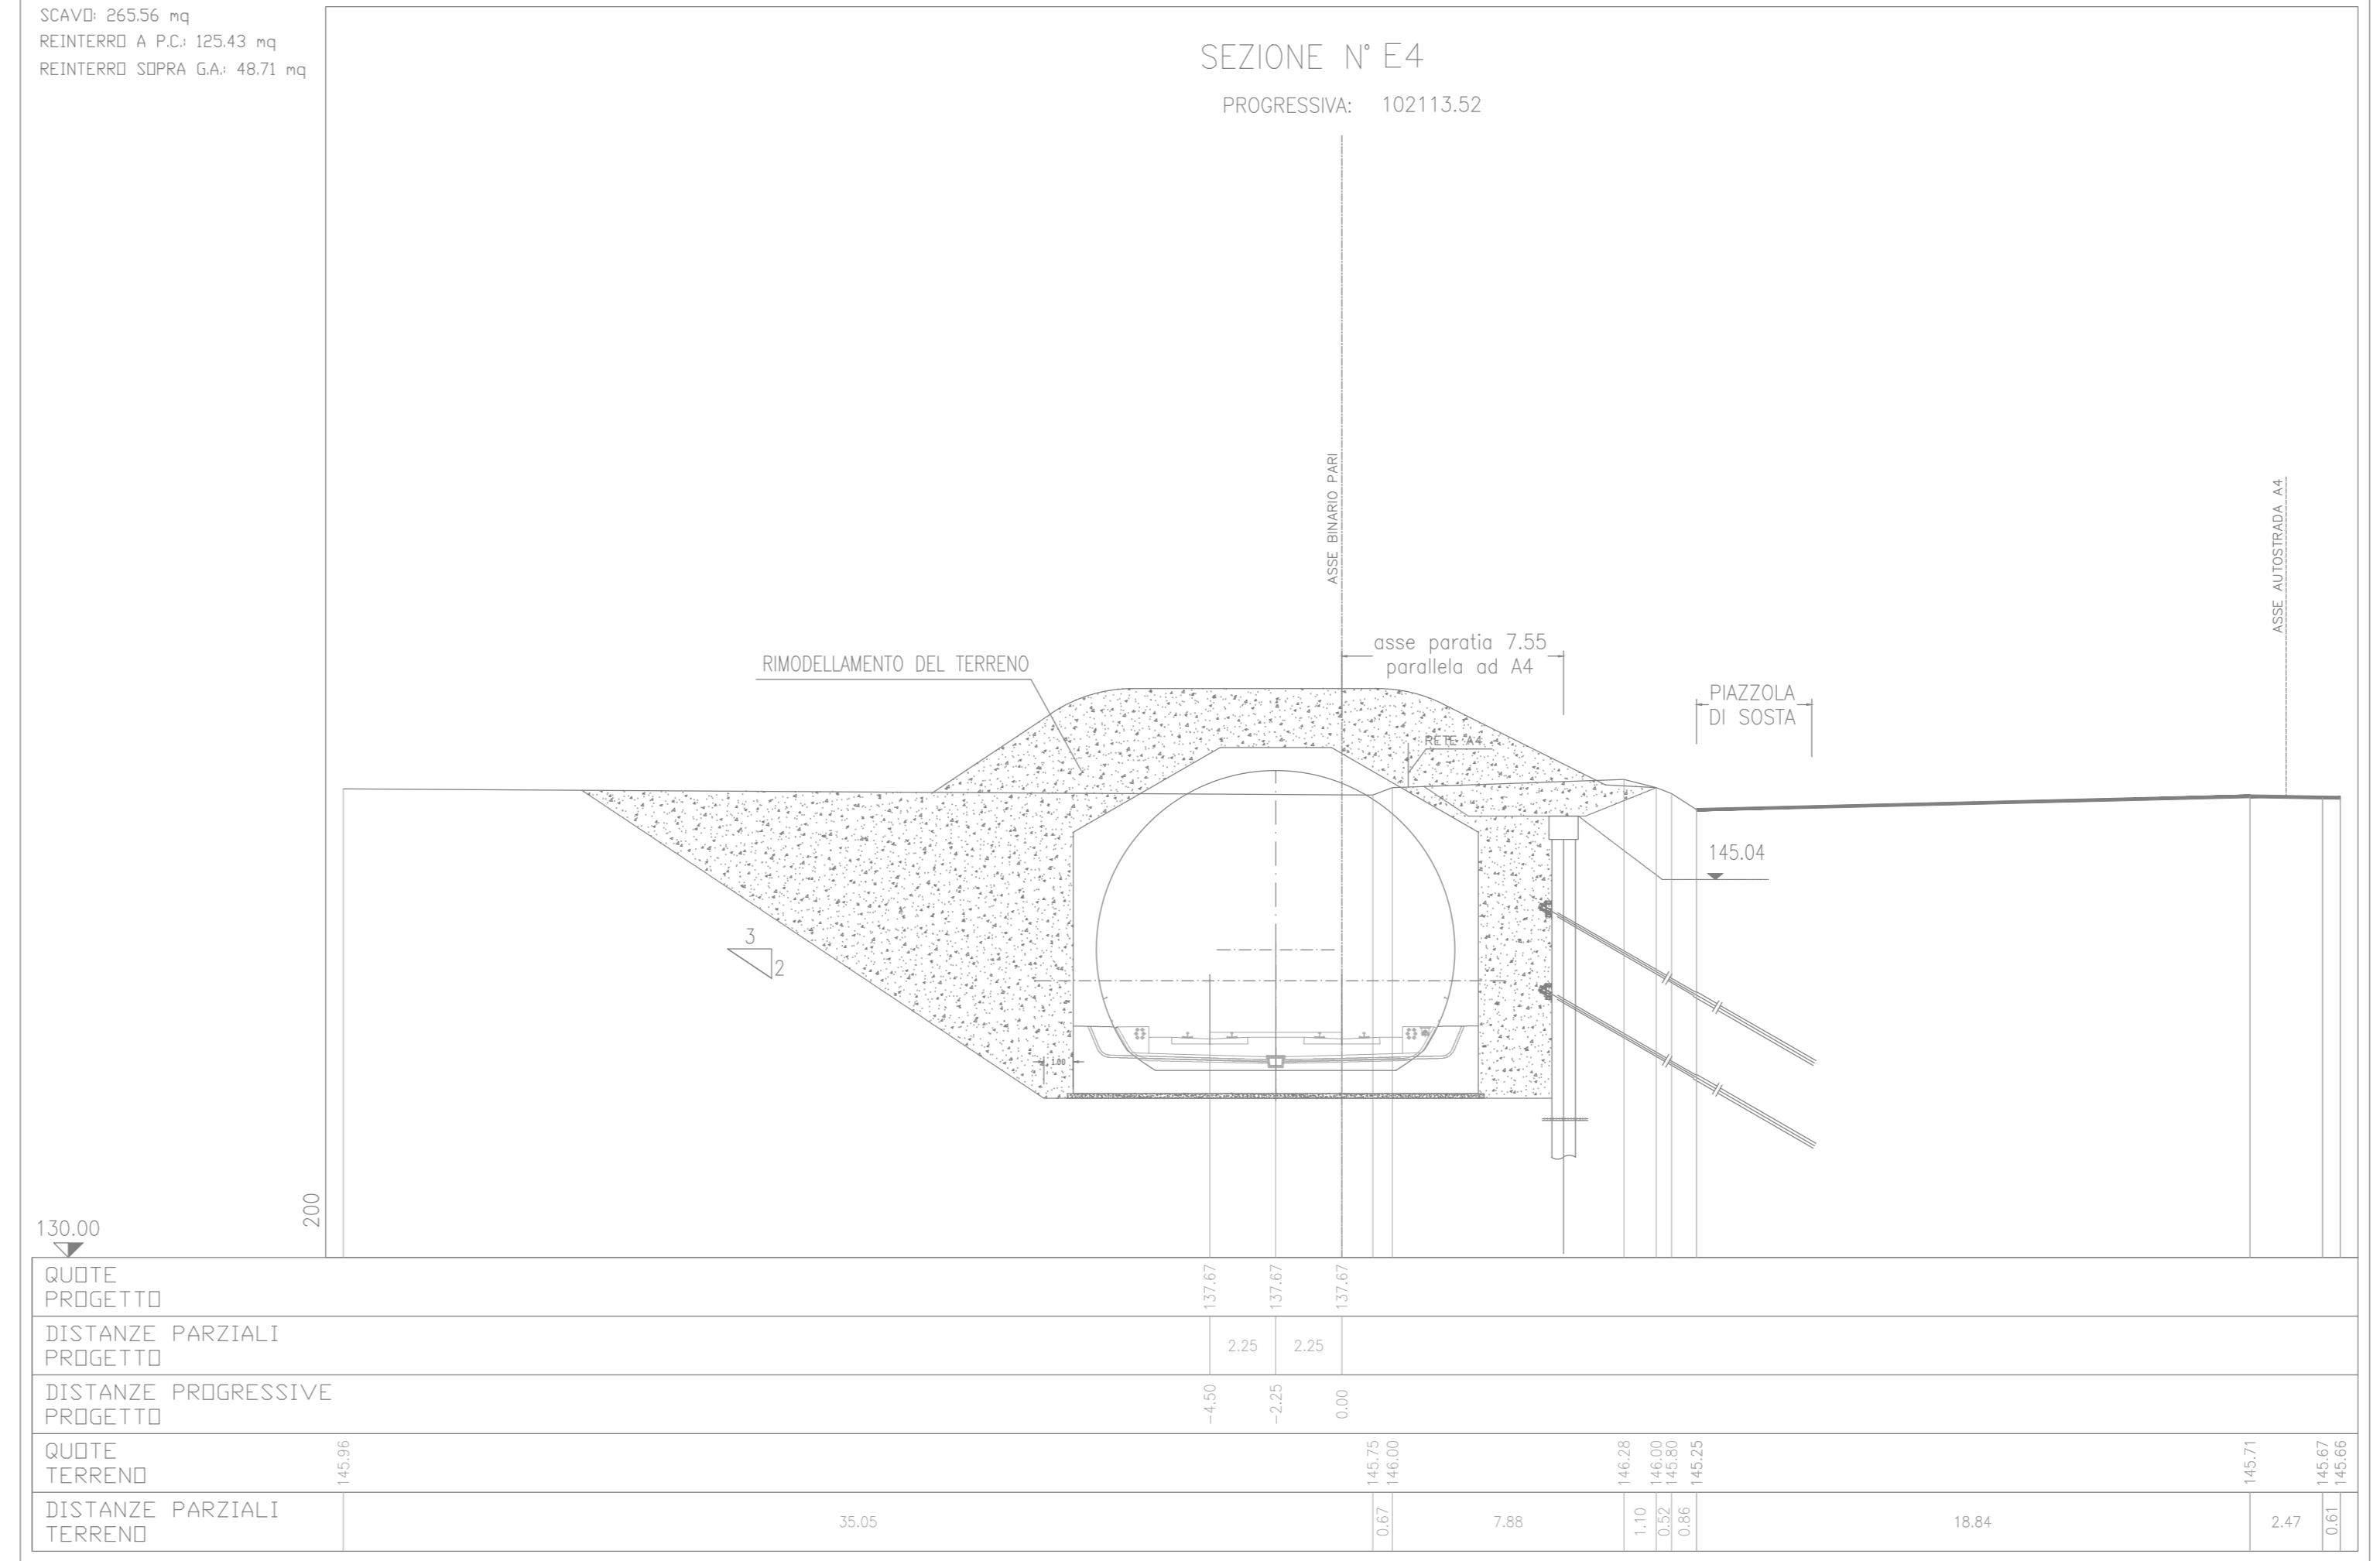 SCAVO: 265.56 mq
REINTERRO A P.C.: 125.43 mq
REINTERRO SOPRA G.A.: 48.71 mq
SEZIONE N° E4
PROGRESSIVA: 102113.52
ASSE BINARIO PARI
ASSE AUTOSTRADA A4
asse paratia 7.55
parallela ad A4
RIMODELLAMENTO DEL TERRENO
PIAZZOLA
DI SOSTA
RETE A4
145.04
3
2
1.00
200
130.00
QUOTE
PROGETTO
137.67 137.67 137.67
DISTANZE PARZIALI
PROGETTO
2.25 2.25
DISTANZE PROGRESSIVE
PROGETTO
-4.50 -2.25 0.00
QUOTE
TERRENO
145.96 145.75 146.00 146.28 146.00 145.80 145.25 145.71 145.67 145.66
DISTANZE PARZIALI
TERRENO
35.05 0.67 7.88 1.10 0.52 0.86 18.84 2.47 0.61